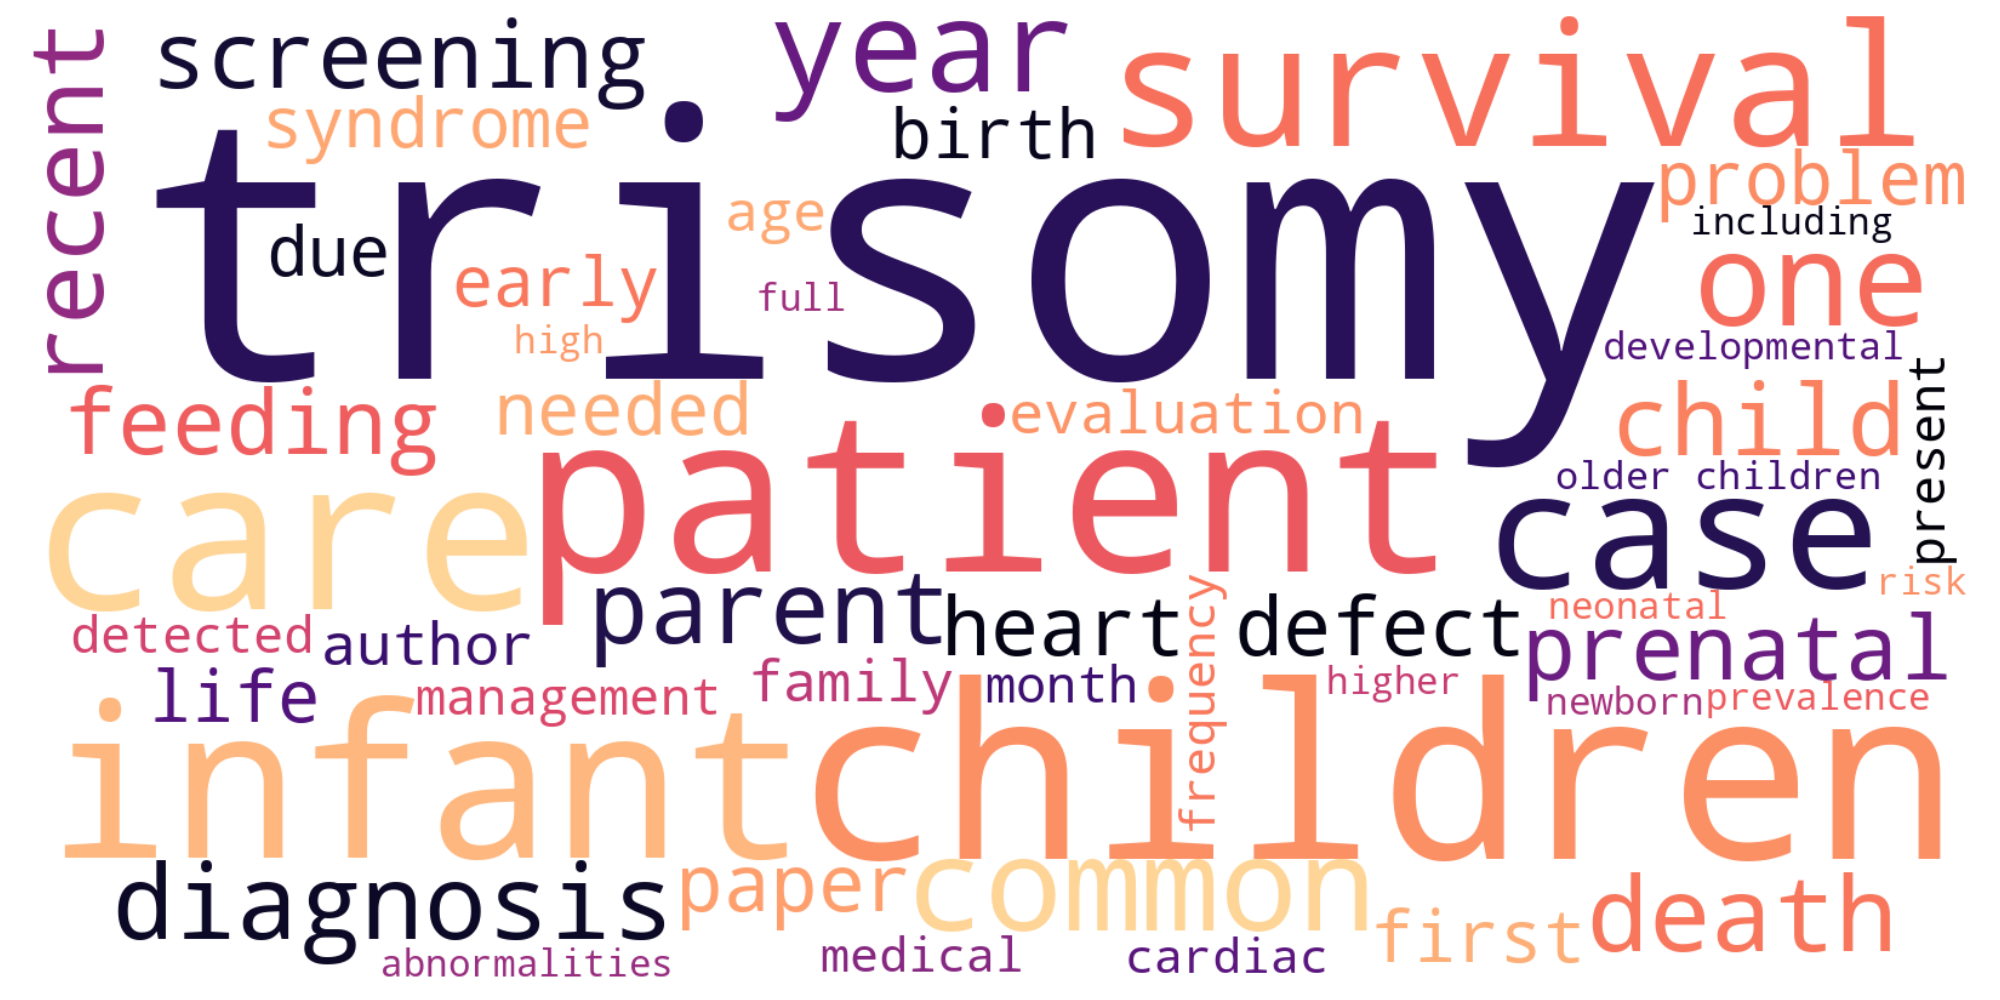 recent
screening
year
survival
syndrome
birth
trisomy
problem
including
due
early
age
full
high
one
developmental
feeding
needed
evaluation
child
present
care
patient
older children
case
risk
detected
author
parent
heart defect
frequency
neonatal
prenatal
life
management
family
month
higher
newborn
prevalence
infant
children
diagnosis
paper
common
first
death
abnormalities
medical
cardiac